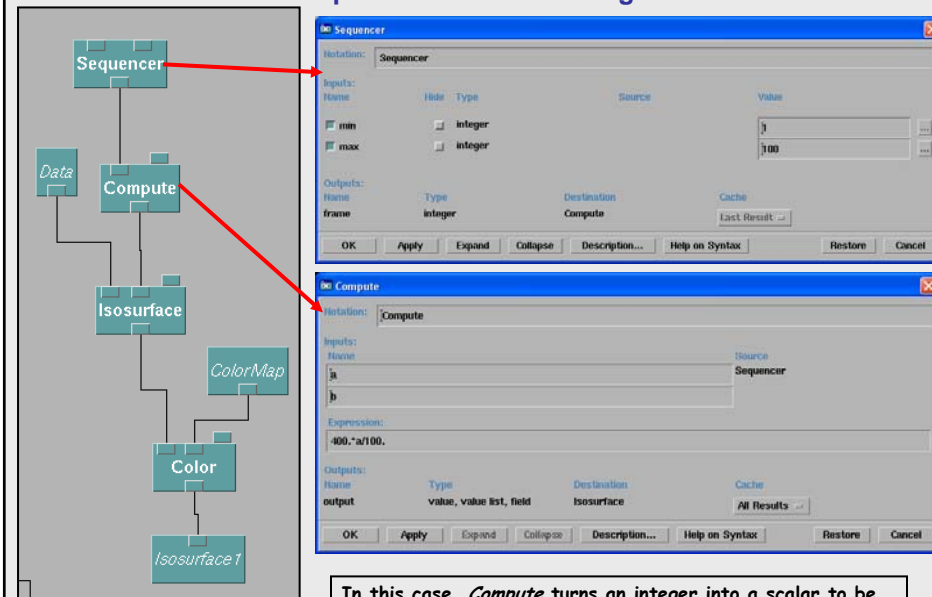 Sequencer
Data
Compute
Isosurface
ColorMap
Color
Isosurface1
Sequencer
Notation: Sequencer
Inputs:
Name Hide Type Source Value
min integer 1
max integer 100
Outputs:
Name Type Destination Cache
frame integer Compute Last Result
OK Apply Expand Collapse Description... Help on Syntax Restore Cancel
Compute
Notation: Compute
Inputs:
Name Source
a Sequencer
b
Expression:
400.*a/100.
Outputs:
Name Type Destination Cache
output value, value list, field Isosurface All Results
OK Apply Expand Collapse Description... Help on Syntax Restore Cancel
In this case, Compute turns an integer into a scalar to be